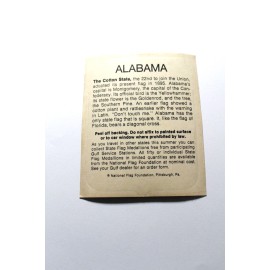 ALABAMA
The Cotton State, the 22nd to join the Union,
adopted its present flag in 1895. Alabama's
capital is Montgomery, the capital of the Con-
federacy. Its official bird is the Yellowhammer,
its state flower is the Goldenrod, and the tree,
the Southern Pine. An earlier flag showed a
cotton plant and rattlesnake with the warning
in Latin, "Don't touch me." Alabama has the
only state flag that is square. It, like the flag of
Florida, bears a diagonal cross.
Peel off backing. Do not affix to painted surface
or to car window where prohibited by law.
As you travel in other states this summer you can
collect State Flag Medallions free from participating
Gulf Service Stations. All fifty or individual State
Flag Medallions in limited quantities are available
from the National Flag Foundation at nominal cost.
See your Gulf dealer for complete details.
© National Flag Foundation, Pittsburgh, Pa.